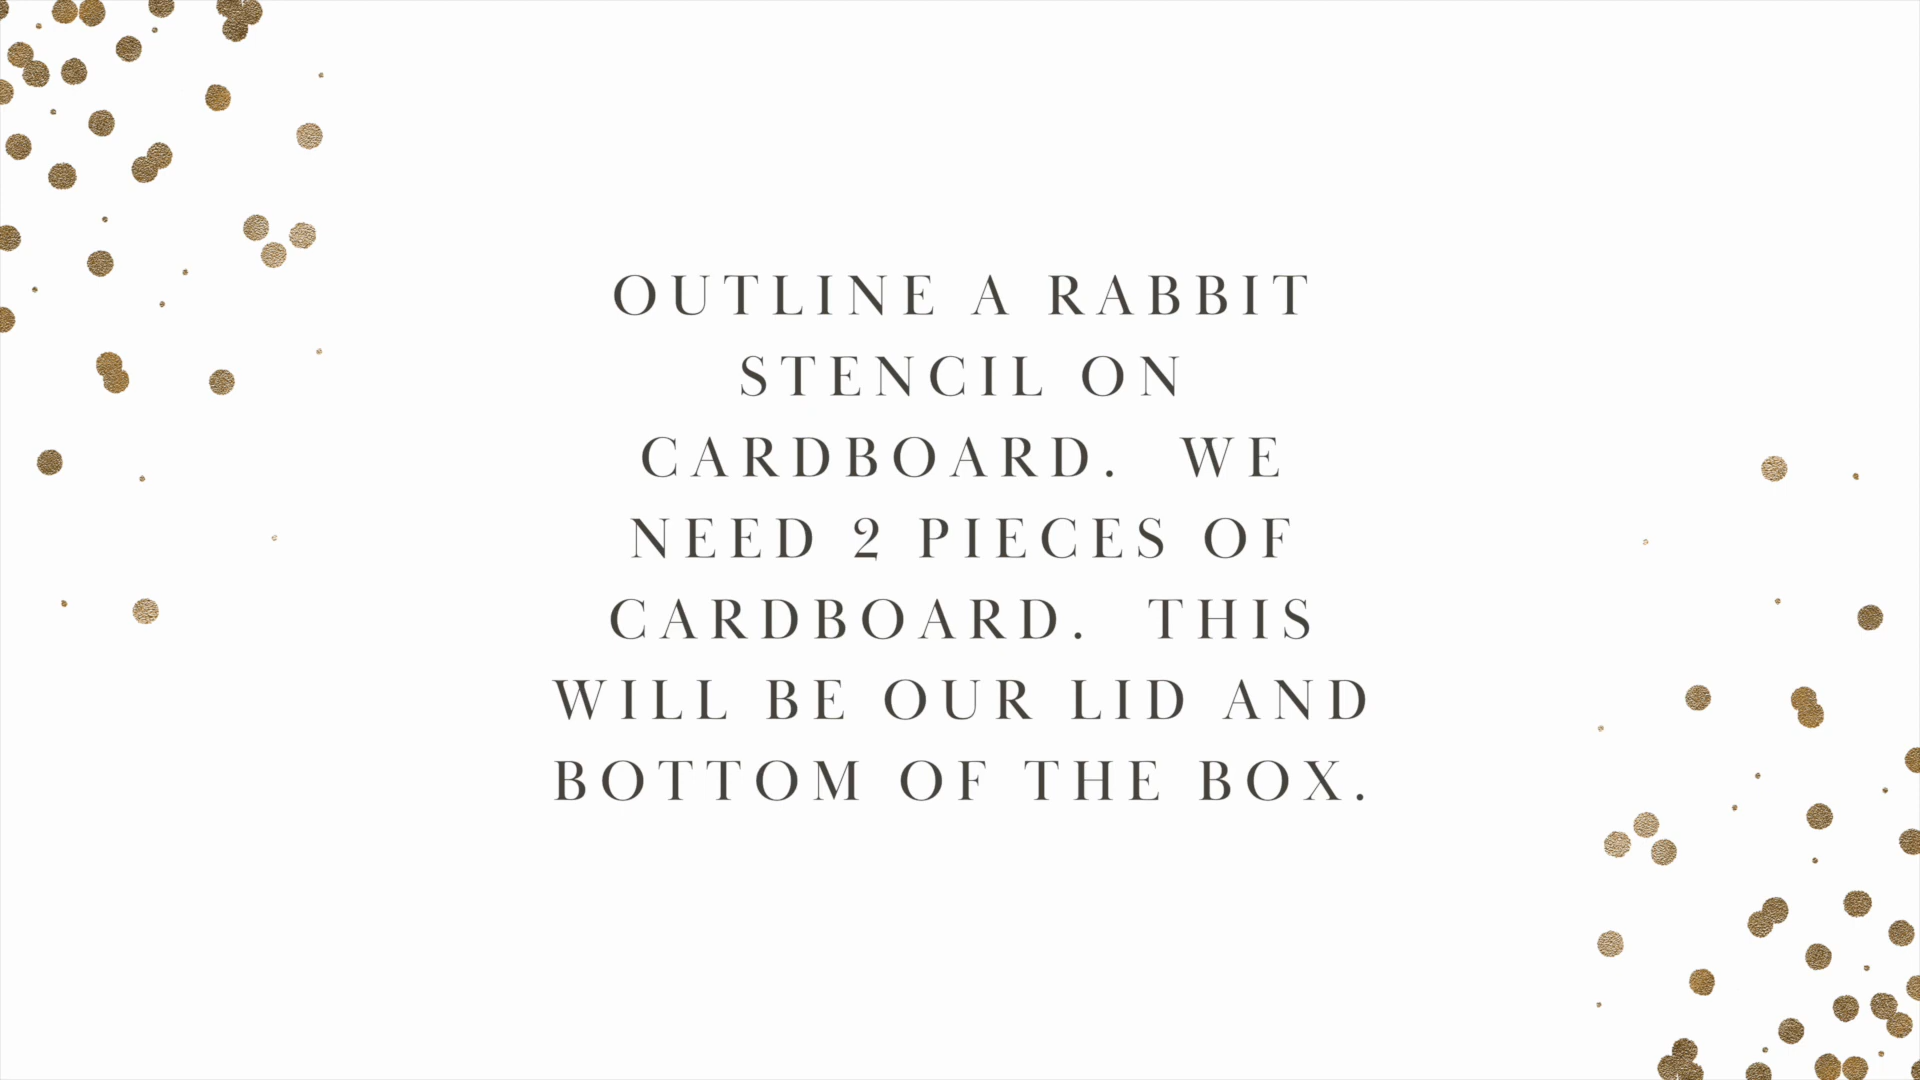 OUTLINE A RABBIT
STENCIL ON
CARDBOARD. WE
NEED 2 PIECES OF
CARDBOARD. THIS
WILL BE OUR LID AND
BOTTOM OF THE BOX.